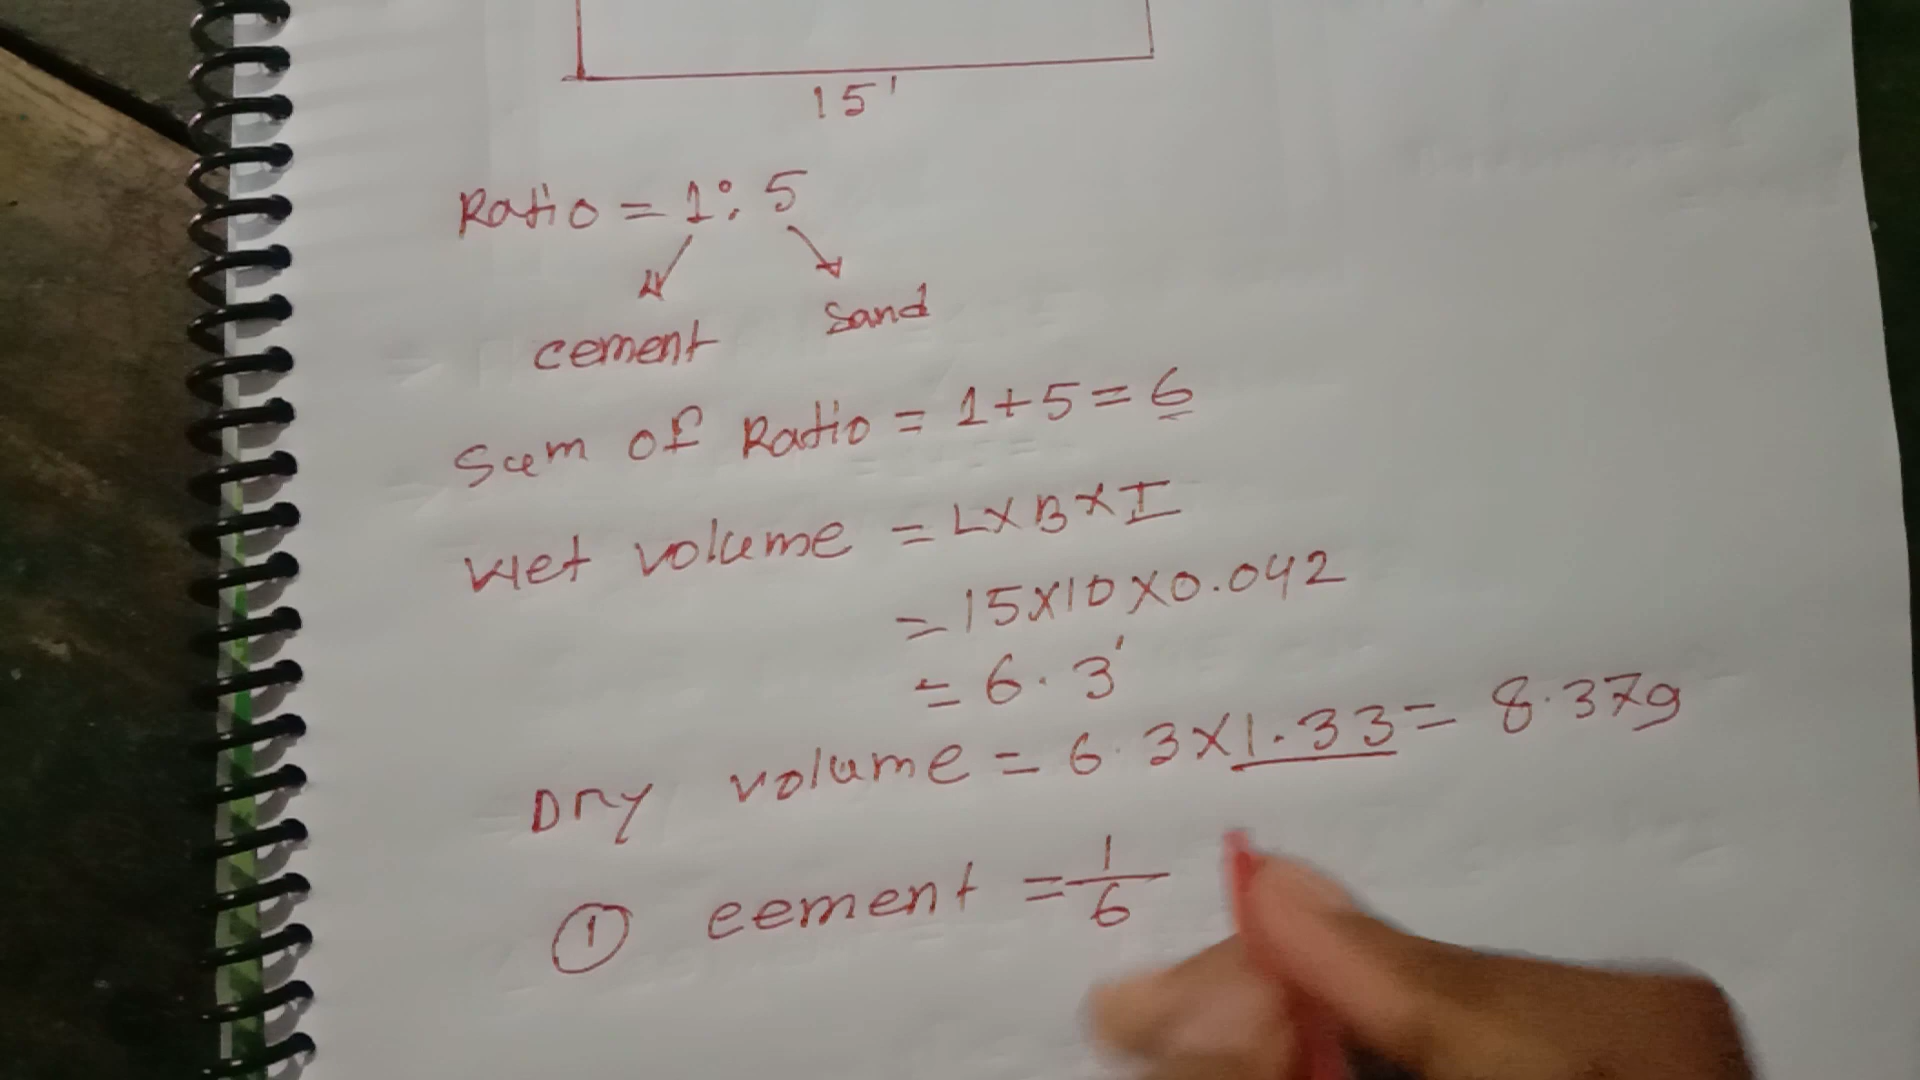 15'
Ratio = 1:5
cement
Sand
Sum of Ratio = 1+5=6
Wet volume = L×B×I
= 15×10×0.042
= 6.3'
Dry volume = 6.3×1.33 = 8.379
① cement = 1/6